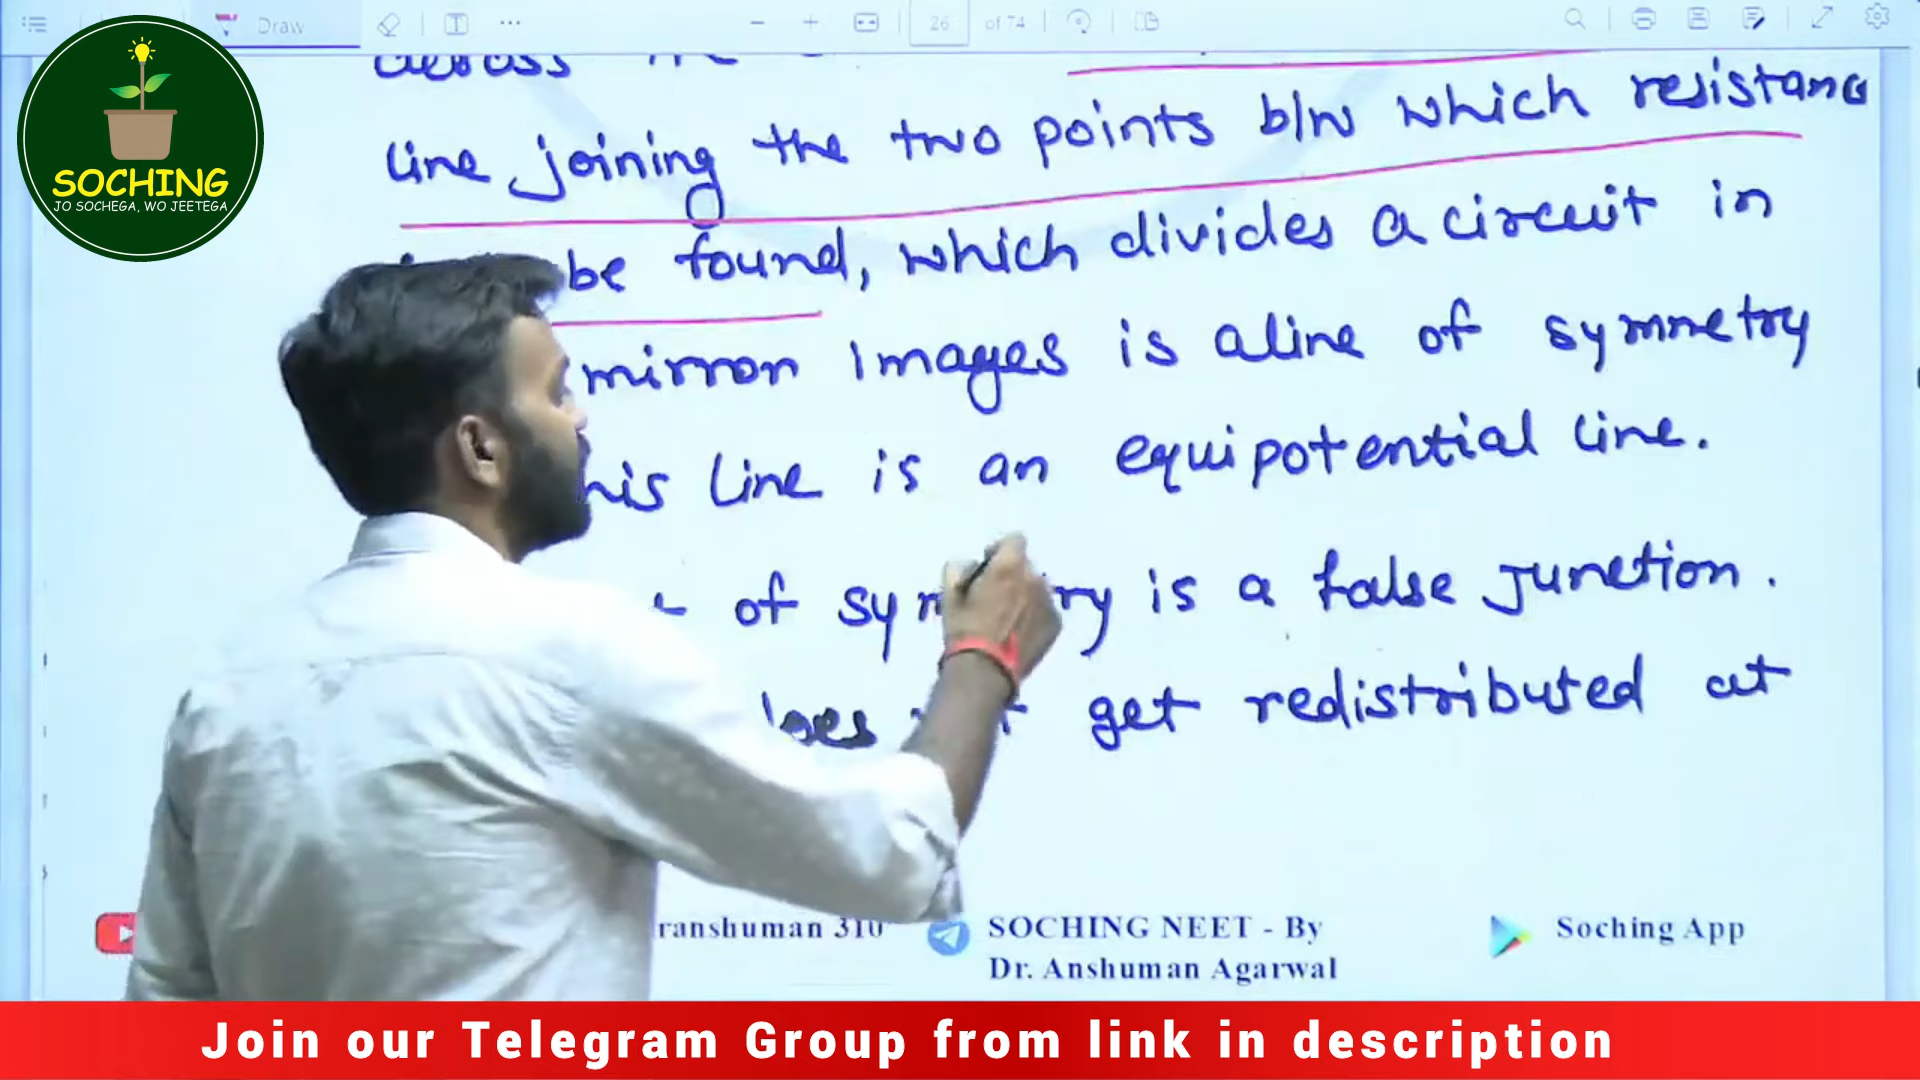 Draw
26 of 74
SOCHING
JO SOCHEGA, WO JEETEGA
across
line joining the two points b/w which resistanc
be found, which divides a circuit in
mirror images is a line of symmetry
his line is an equipotential line.
of sy ry is a false junction.
get redistributed at
ranshuman 310
SOCHING NEET - By
Dr. Anshuman Agarwal
Soching App
Join our Telegram Group from link in description